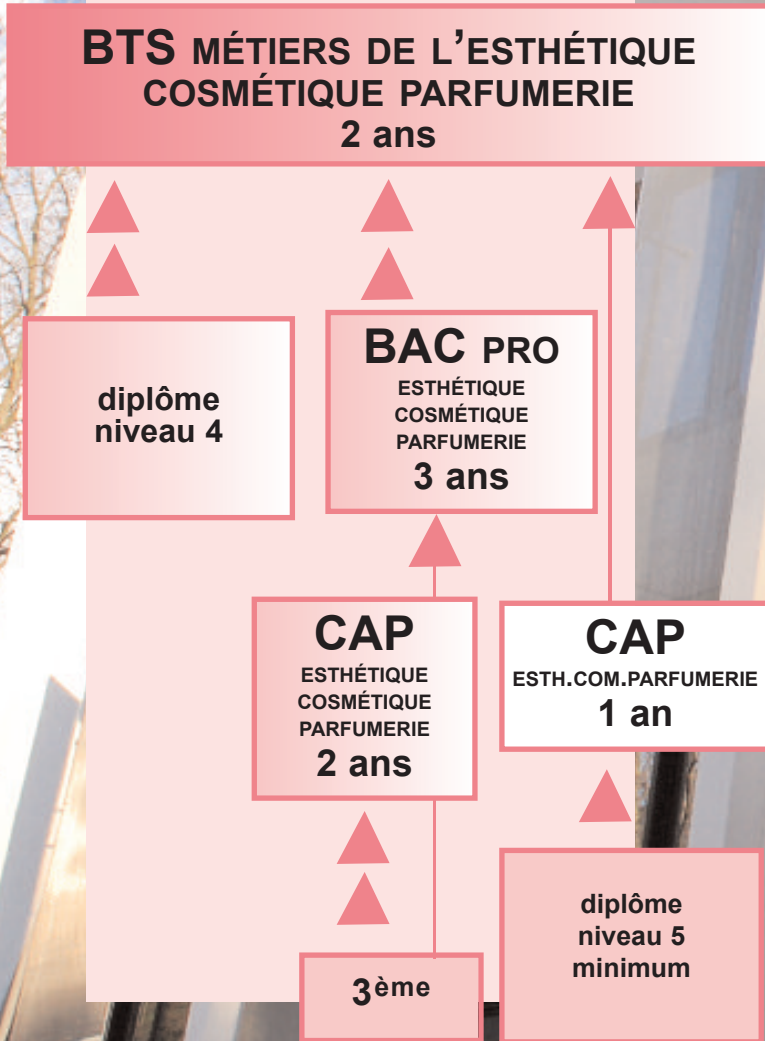 BTS MÉTIERS DE L’ESTHÉTIQUE
COSMÉTIQUE PARFUMERIE
2 ans
diplôme
niveau 4
BAC PRO
ESTHÉTIQUE
COSMÉTIQUE
PARFUMERIE
3 ans
CAP
ESTHÉTIQUE
COSMÉTIQUE
PARFUMERIE
2 ans
CAP
ESTH.COM.PARFUMERIE
1 an
3ème
diplôme
niveau 5
minimum